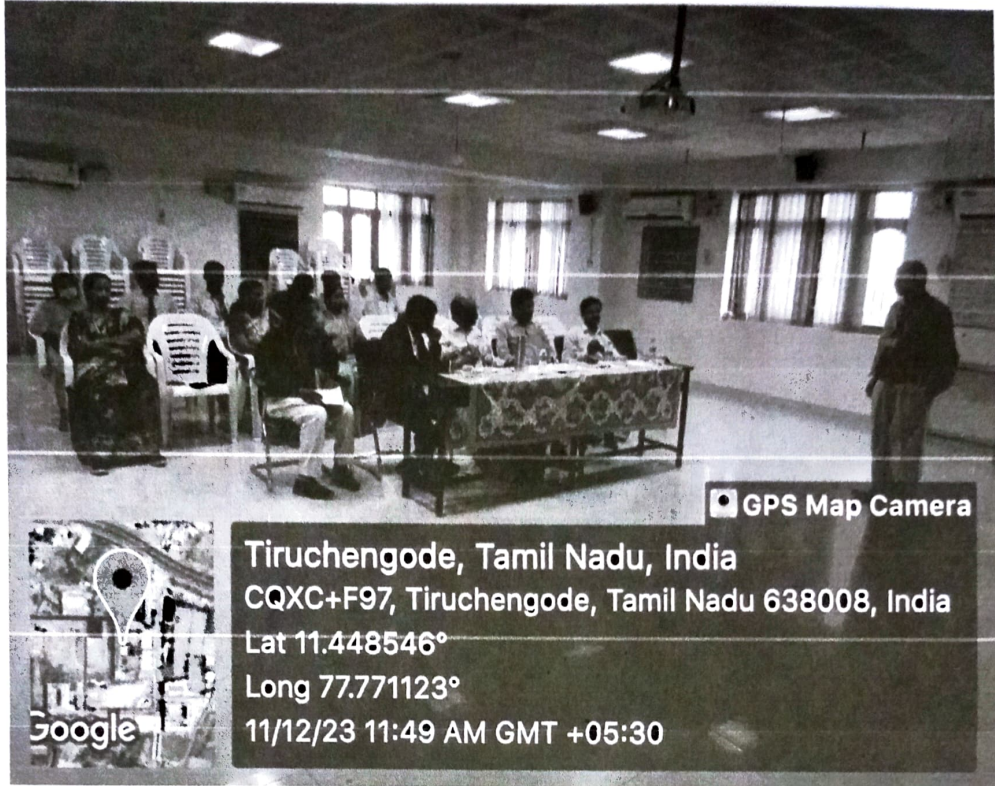 GPS Map Camera
Tiruchengode, Tamil Nadu, India
CQXC+F97, Tiruchengode, Tamil Nadu 638008, India
Lat 11.448546°
Long 77.771123°
11/12/23 11:49 AM GMT +05:30
Google